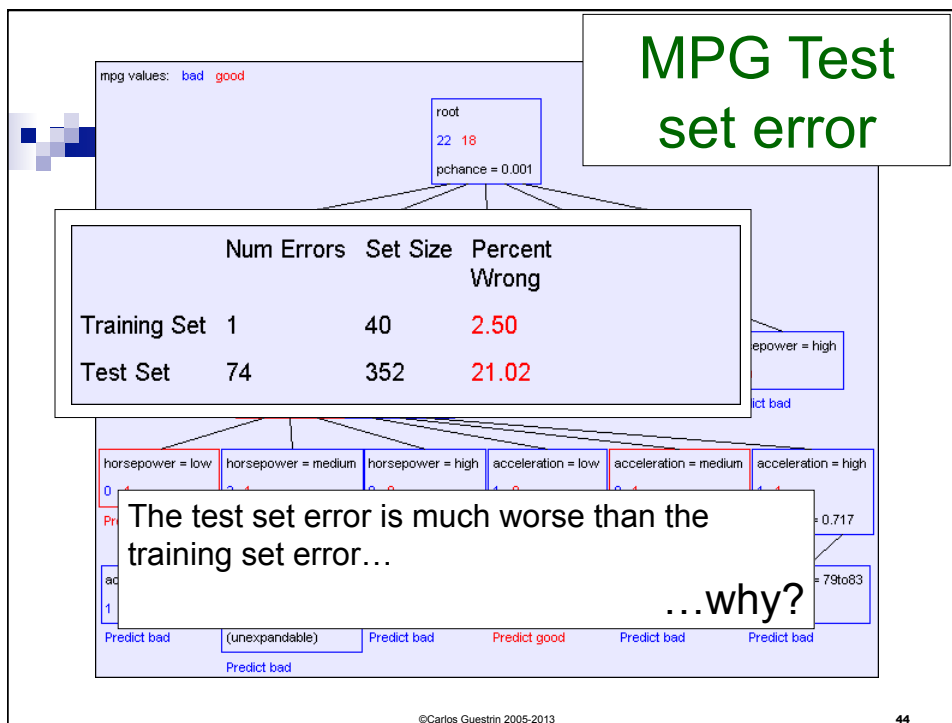 MPG Test
set error
mpg values: bad good
root
22 18
pchance = 0.001
Num Errors Set Size Percent
Wrong
Training Set 1 40 2.50
Test Set 74 352 21.02
epower = high
ict bad
horsepower = low horsepower = medium horsepower = high acceleration = low acceleration = medium acceleration = high
The test set error is much worse than the
training set error…
…why?
= 0.717
= 79to83
1
Predict bad (unexpandable) Predict bad Predict good Predict bad Predict bad
Predict bad
©Carlos Guestrin 2005-2013 44